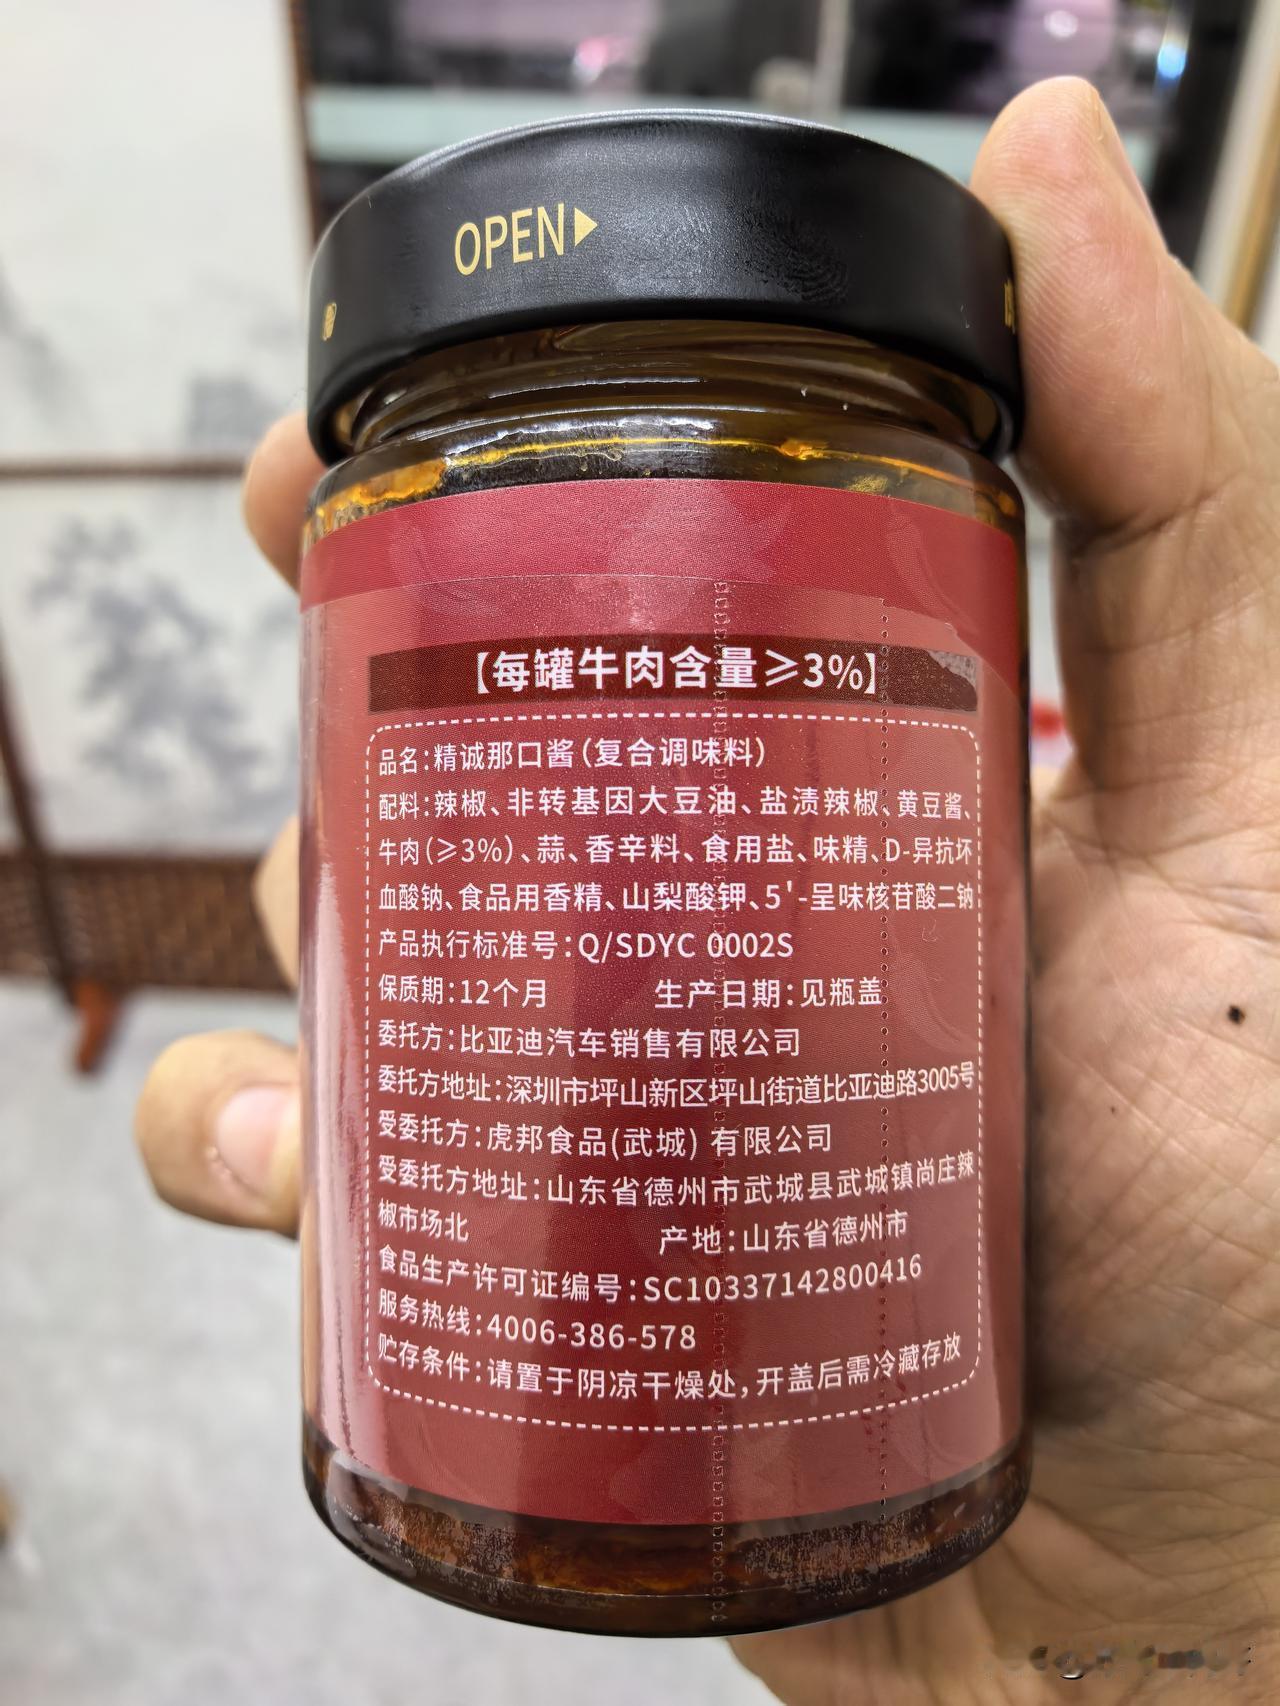 OPEN
【每罐牛肉含量≥3%】
品名:精诚那口酱(复合调味料)
配料:辣椒、非转基因大豆油、盐渍辣椒、黄豆酱、
牛肉(≥3%)、蒜、香辛料、食用盐、味精、D-异抗坏
血酸钠、食品用香精、山梨酸钾、5'-呈味核苷酸二钠
产品执行标准号:Q/SDYC 0002S
保质期:12个月 生产日期:见瓶盖
委托方:比亚迪汽车销售有限公司
委托方地址:深圳市坪山新区坪山街道比亚迪路3005号
受委托方:虎邦食品(武城)有限公司
受委托方地址:山东省德州市武城县武城镇尚庄辣
椒市场北 产地:山东省德州市
食品生产许可证编号:SC10337142800416
服务热线:4006-386-578
贮存条件:请置于阴凉干燥处,开盖后需冷藏存放